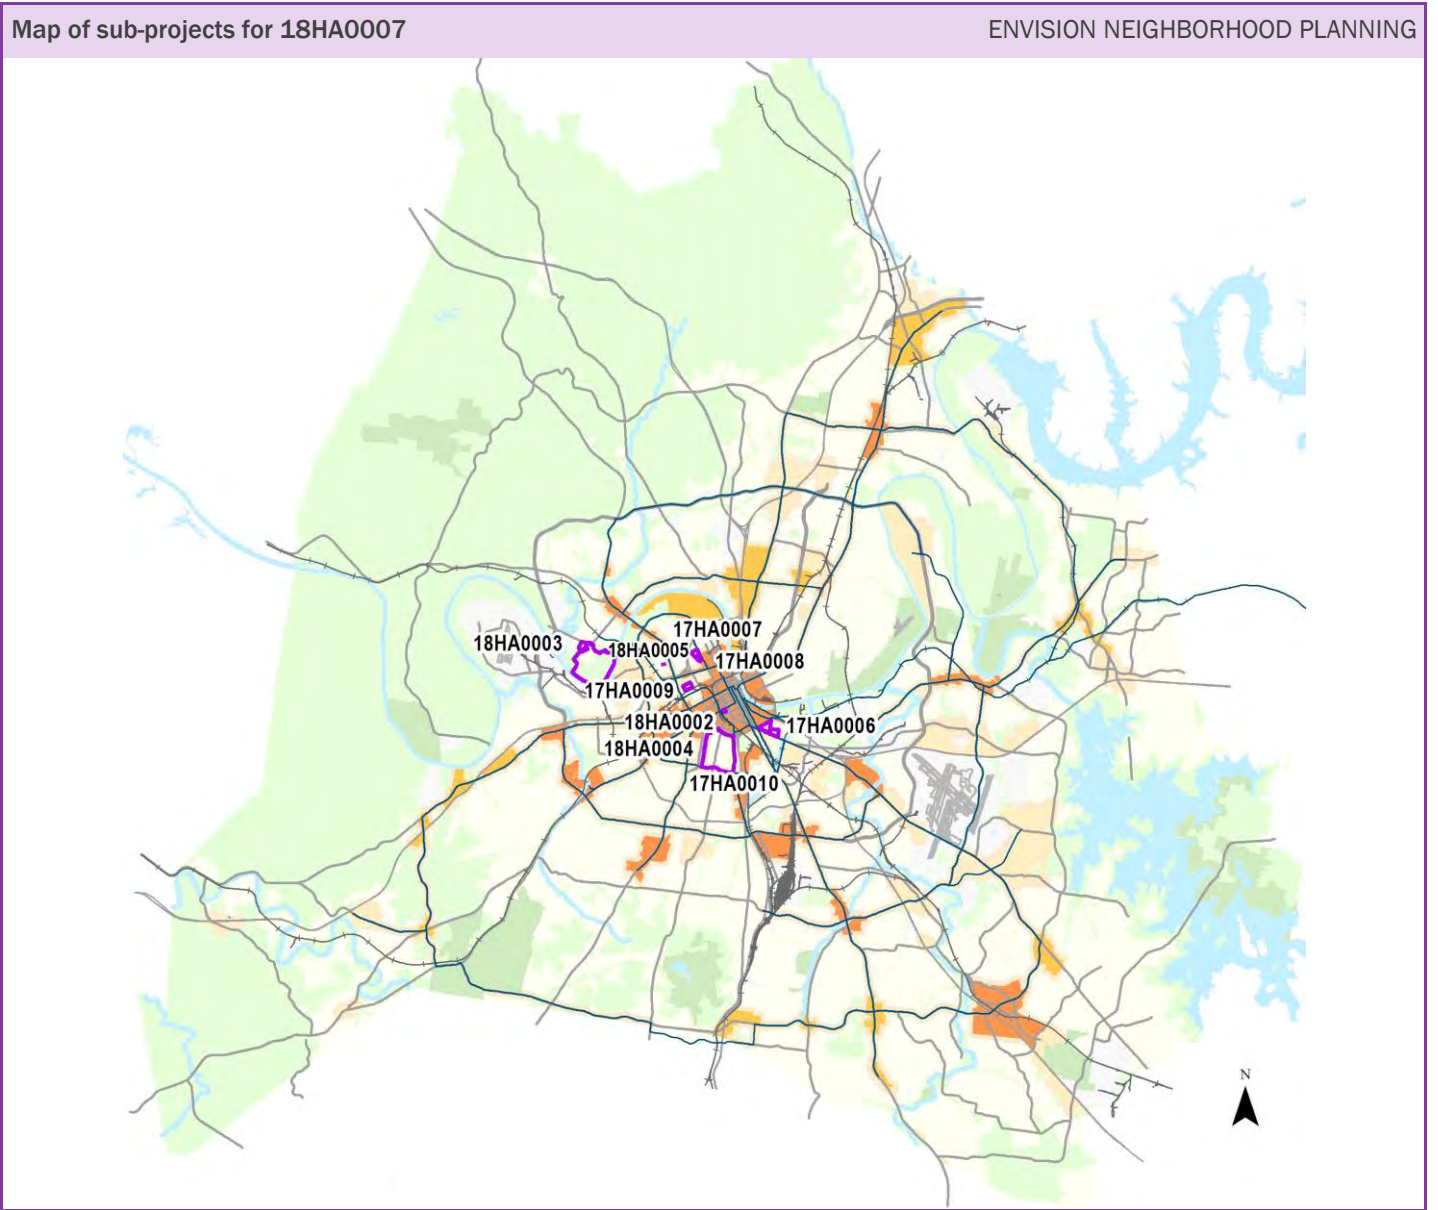 Map of sub-projects for 18HA0007
ENVISION NEIGHBORHOOD PLANNING
17HA0007
18HA0003
18HA0005
17HA0008
17HA0009
18HA0002
17HA0006
18HA0004
17HA0010
N